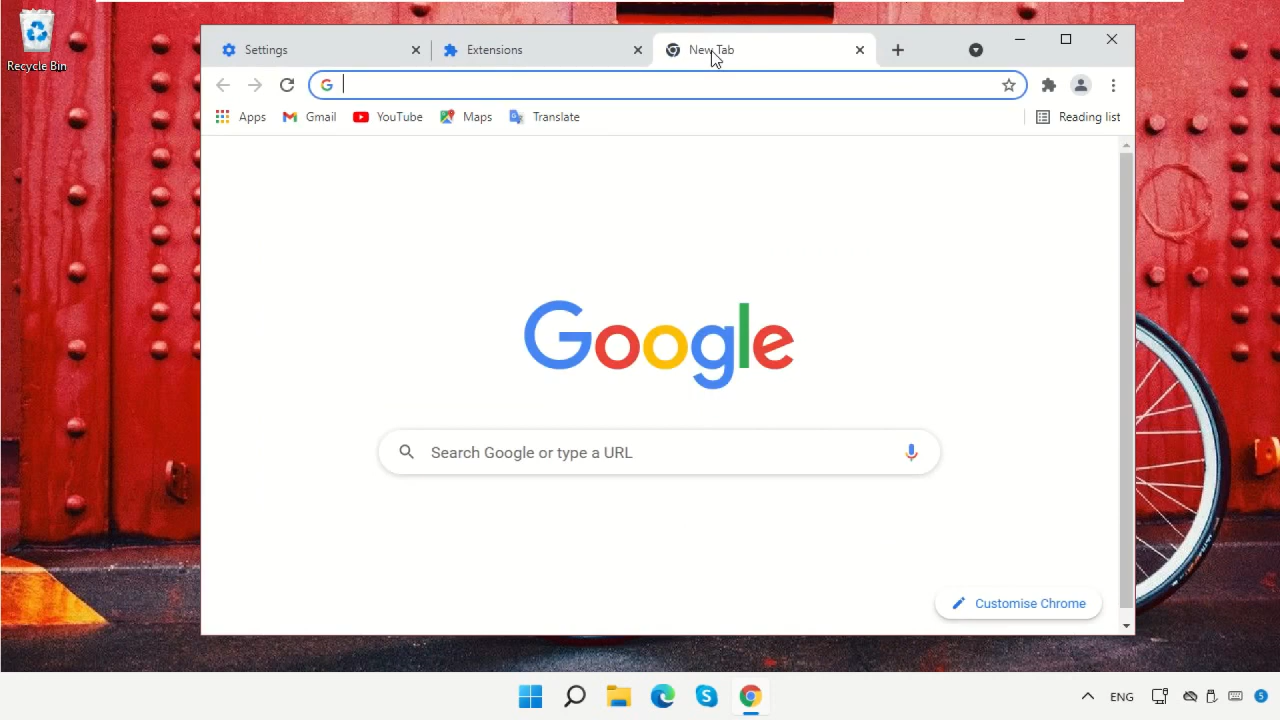 Recycle Bin
Settings
Extensions
New Tab
Apps
Gmail
YouTube
Maps
Translate
Reading list
Google
Search Google or type a URL
Customise Chrome
ENG
5